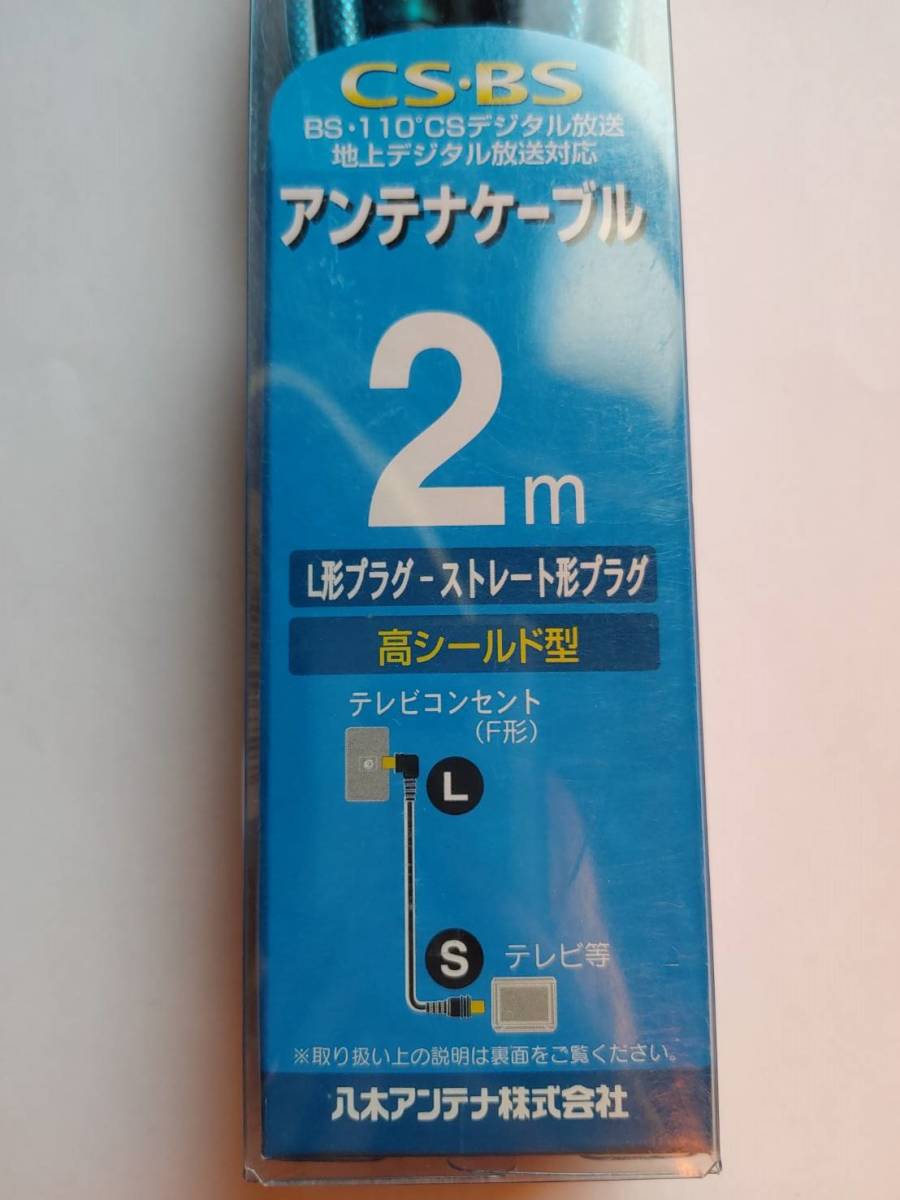 CS・BS
BS・110°CSデジタル放送
地上デジタル放送対応
アンテナケーブル
2m
L形プラグ－ストレート形プラグ
高シールド型
テレビコンセント
(F形)
L
S
テレビ等
※取り扱い上の説明は裏面をご覧ください。
八木アンテナ株式会社